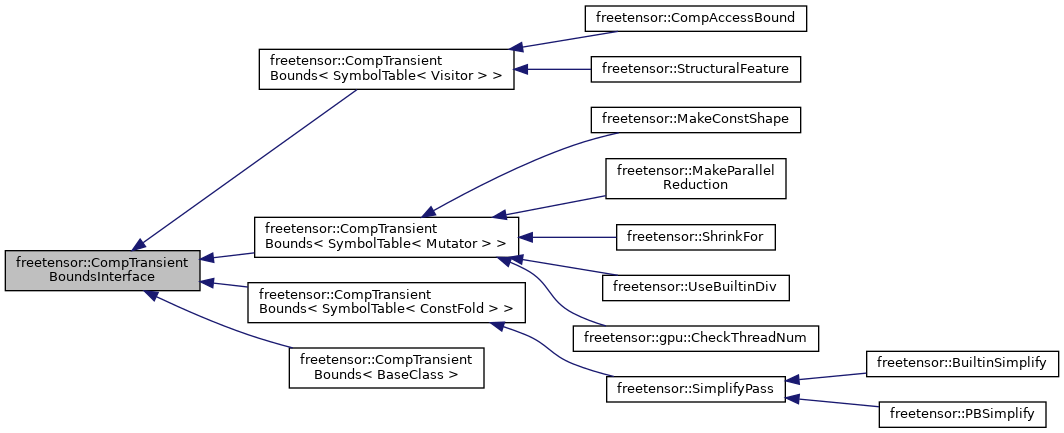 freetensor::CompAccessBound
freetensor::CompTransient
Bounds< SymbolTable< Visitor > >
freetensor::StructuralFeature
freetensor::MakeConstShape
freetensor::MakeParallel
Reduction
freetensor::CompTransient
Bounds< SymbolTable< Mutator > >
freetensor::ShrinkFor
freetensor::CompTransient
BoundsInterface
freetensor::UseBuiltinDiv
freetensor::CompTransient
Bounds< SymbolTable< ConstFold > >
freetensor::gpu::CheckThreadNum
freetensor::CompTransient
Bounds< BaseClass >
freetensor::BuiltinSimplify
freetensor::SimplifyPass
freetensor::PBSimplify